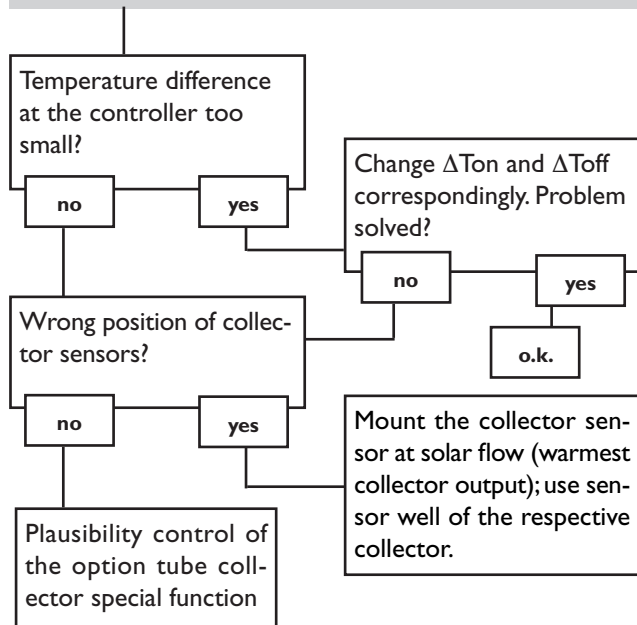 Temperature difference
at the controller too
small?
no
yes
Change ΔTon and ΔToff
correspondingly. Problem
solved?
no
yes
o.k.
Wrong position of collec-
tor sensors?
no
yes
Mount the collector sen-
sor at solar flow (warmest
collector output); use sen-
sor well of the respective
collector.
Plausibility control of
the option tube coll-
ector special function